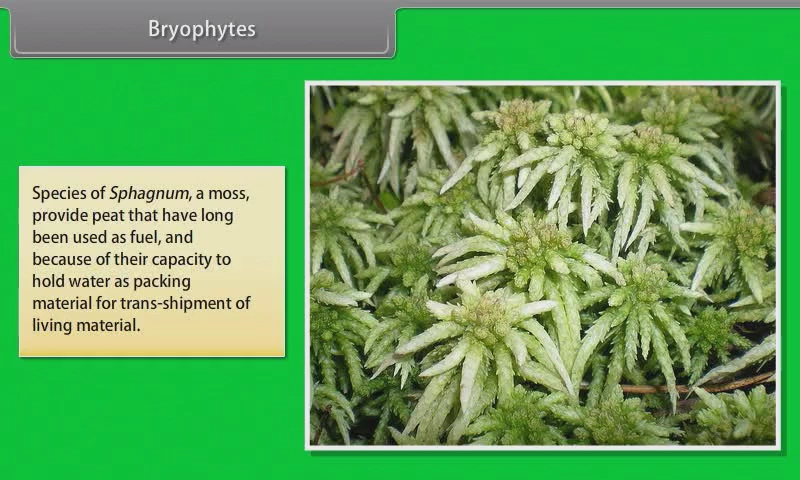 Bryophytes
Species of Sphagnum, a moss,
provide peat that have long
been used as fuel, and
because of their capacity to
hold water as packing
material for trans-shipment of
living material.